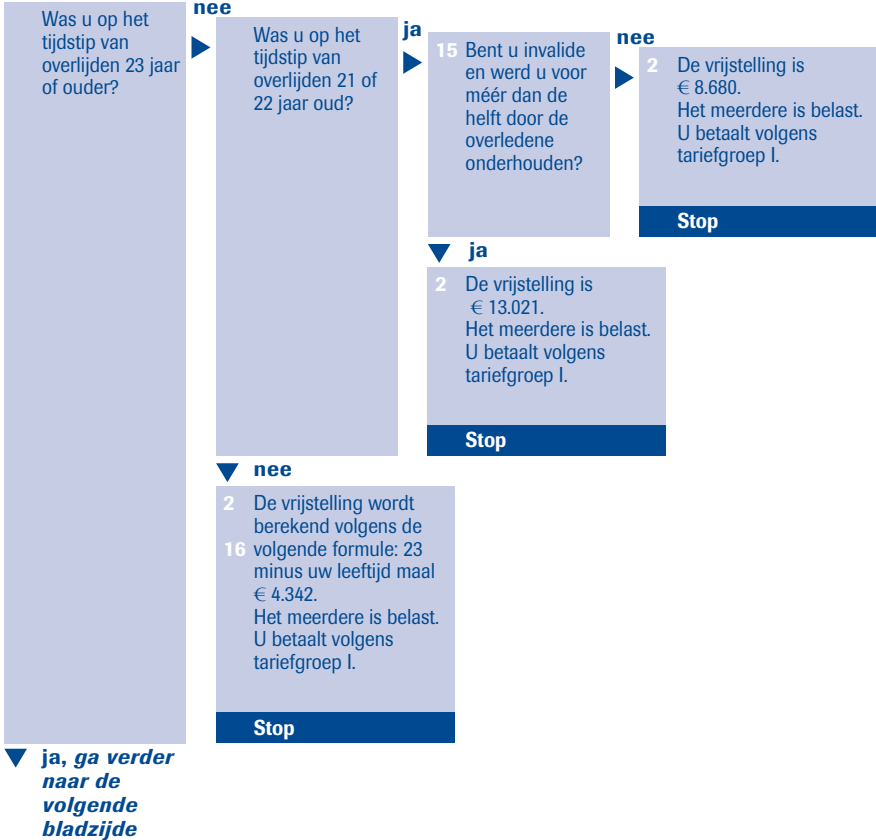 Was u op het
tijdstip van
overlijden 23 jaar
of ouder?
nee
Was u op het
tijdstip van
overlijden 21 of
22 jaar oud?
ja
15 Bent u invalide
en werd u voor
méér dan de
helft door de
overledene
onderhouden?
nee
2 De vrijstelling is
€ 8.680.
Het meerdere is belast.
U betaalt volgens
tariefgroep I.
Stop
ja
2 De vrijstelling is
€ 13.021.
Het meerdere is belast.
U betaalt volgens
tariefgroep I.
Stop
nee
2 De vrijstelling wordt
berekend volgens de
16 volgende formule: 23
minus uw leeftijd maal
€ 4.342.
Het meerdere is belast.
U betaalt volgens
tariefgroep I.
Stop
ja, ga verder
naar de
volgende
bladzijde